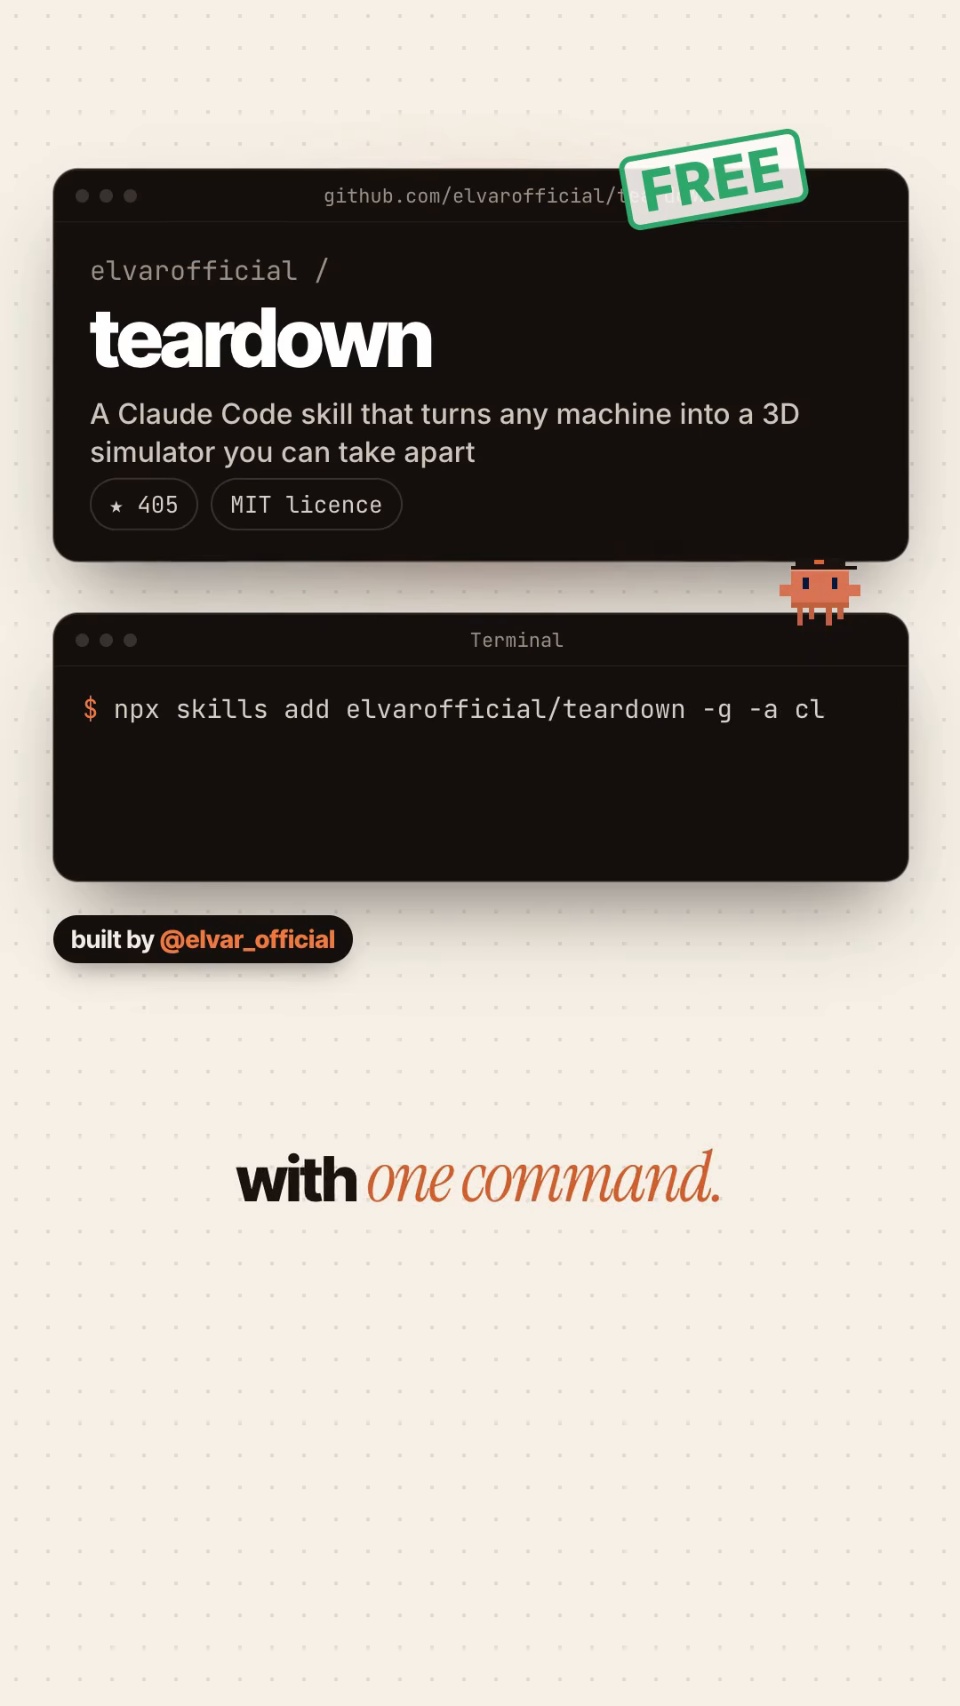 FREE
github.com/elvarofficial/
elvarofficial /
teardown
A Claude Code skill that turns any machine into a 3D
simulator you can take apart
★ 405
MIT licence
Terminal
$ npx skills add elvarofficial/teardown -g -a cl
built by @elvar_official
with one command.